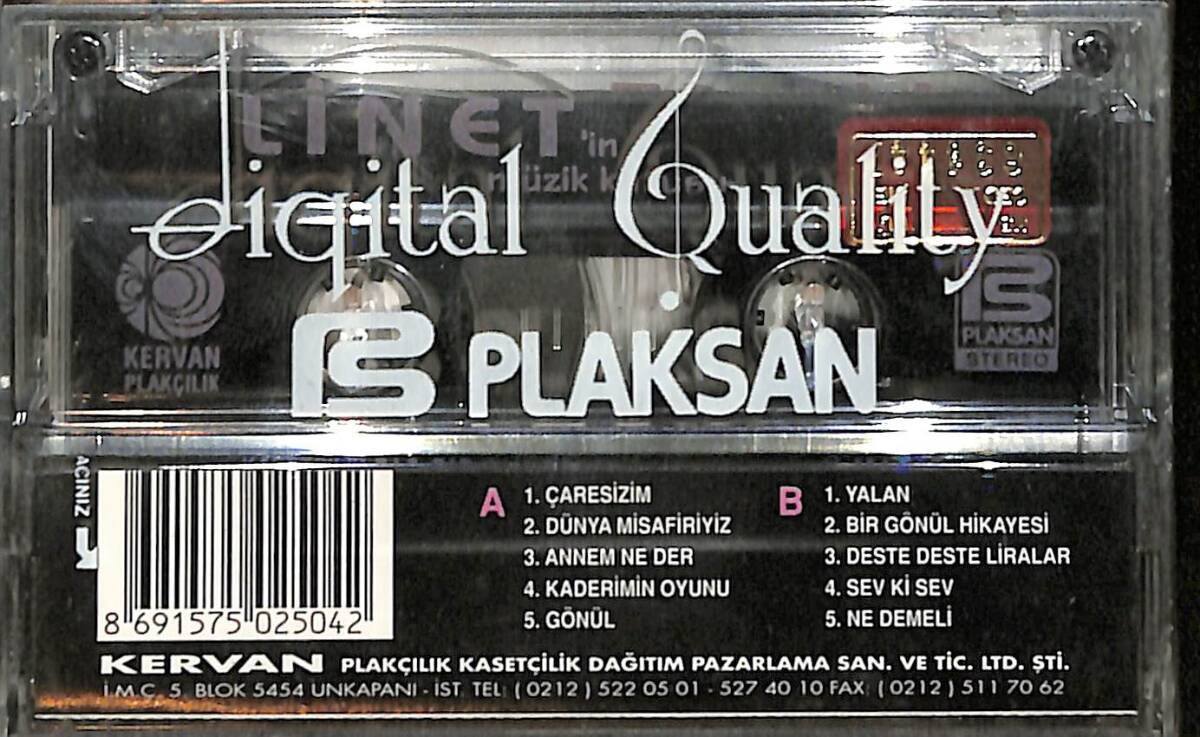 LİNET 'in
müzik
Digital Quality
KERVAN
PLAKÇILIK
PLAKSAN
STEREO
PLAKSAN
AÇINIZ
8 691575 025042
A
1. ÇARESİZİM
2. DÜNYA MİSAFİRİYİZ
3. ANNEM NE DER
4. KADERİMİN OYUNU
5. GÖNÜL
B
1. YALAN
2. BİR GÖNÜL HİKAYESİ
3. DESTE DESTE LİRALAR
4. SEV Kİ SEV
5. NE DEMELİ
KERVAN PLAKÇILIK KASETÇİLİK DAĞITIM PAZARLAMA SAN. VE TİC. LTD. ŞTİ.
İ.M.Ç. 5. BLOK 5454 UNKAPANI - İST. TEL: ( 0212 ) 522 05 01 - 527 40 10 FAX: ( 0212 ) 511 70 62